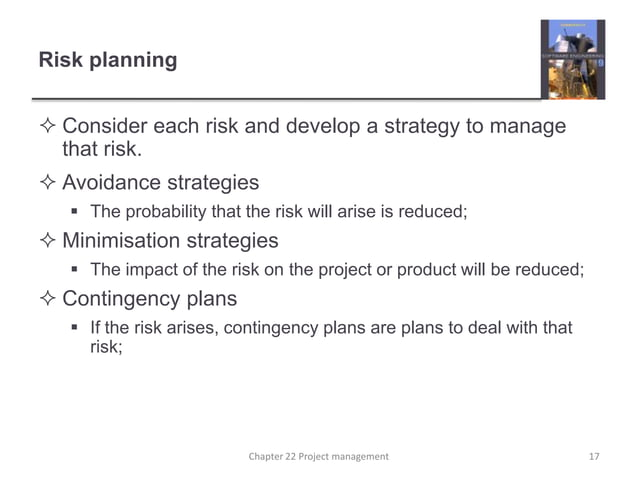 Risk planning
SOFTWARE ENGINEERING
9
✧ Consider each risk and develop a strategy to manage
that risk.
✧ Avoidance strategies
▪ The probability that the risk will arise is reduced;
✧ Minimisation strategies
▪ The impact of the risk on the project or product will be reduced;
✧ Contingency plans
▪ If the risk arises, contingency plans are plans to deal with that
risk;
Chapter 22 Project management
17